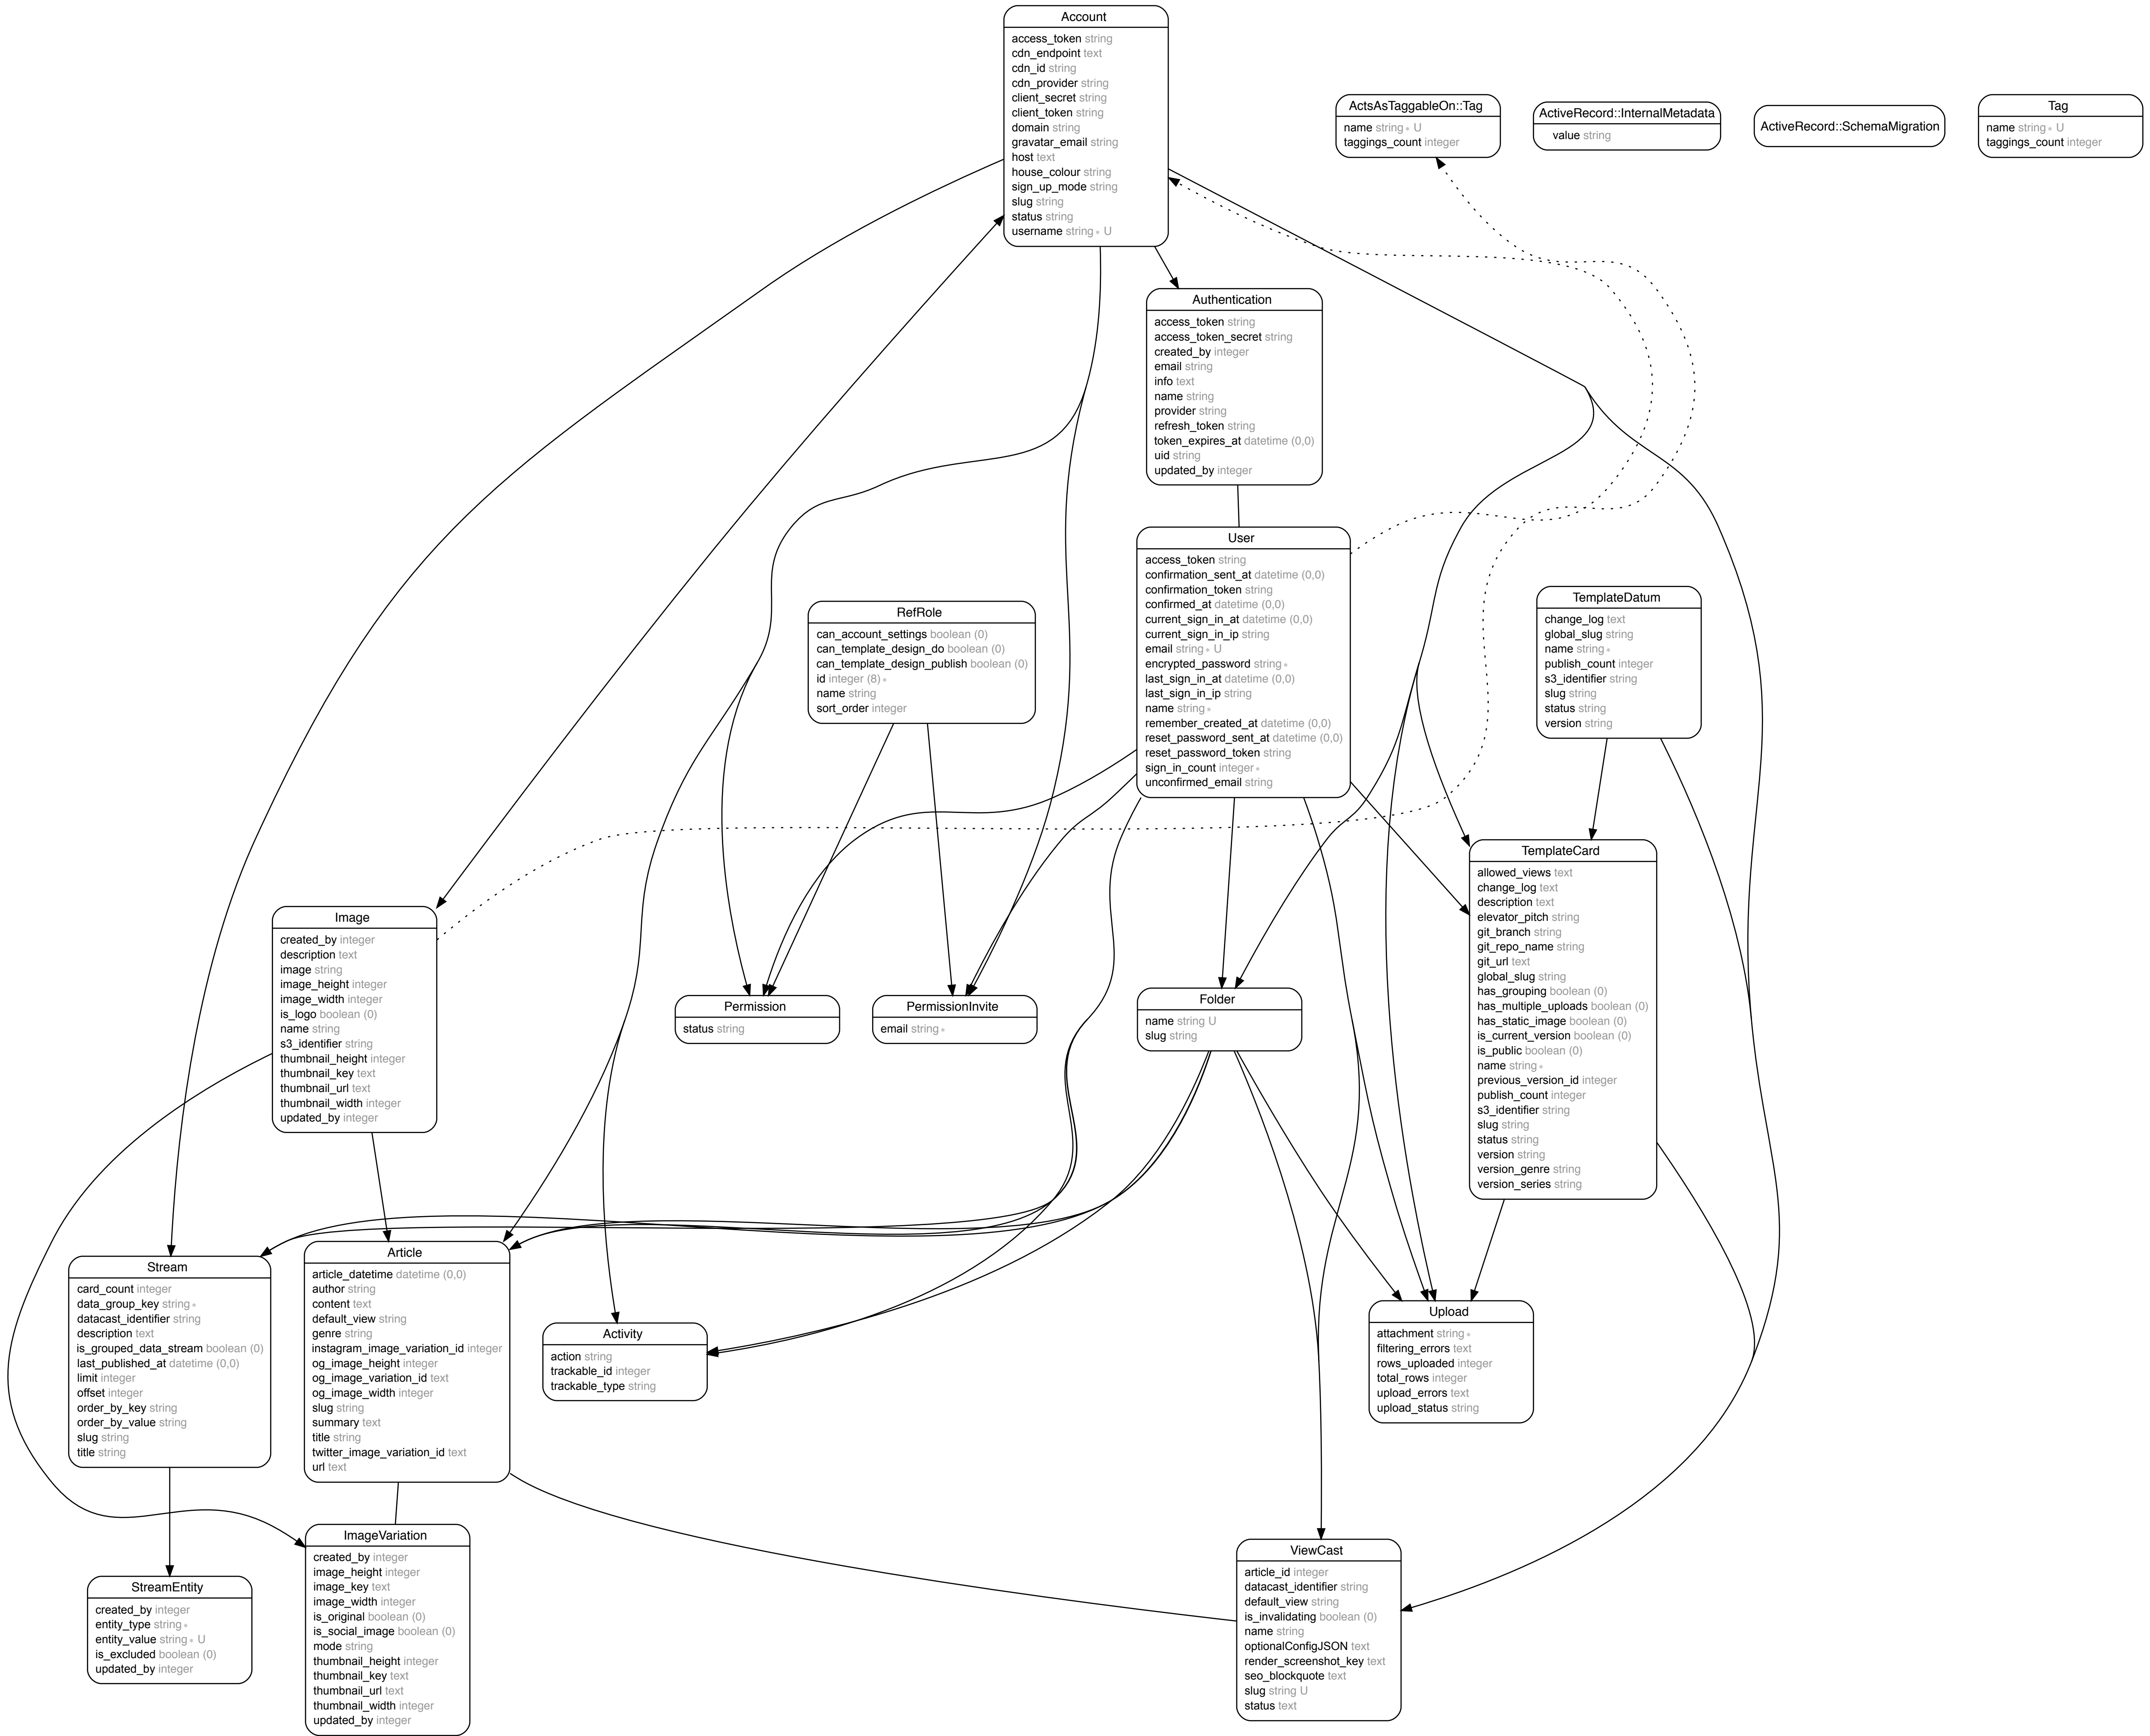 Account
access_token string
cdn_endpoint text
cdn_id string
cdn_provider string
client_secret string
client_token string
domain string
gravatar_email string
host text
house_colour string
sign_up_mode string
slug string
status string
username string∗ U
ActsAsTaggableOn::Tag
name string∗ U
taggings_count integer
ActiveRecord::InternalMetadata
value string
ActiveRecord::SchemaMigration
Tag
name string∗ U
taggings_count integer
Authentication
access_token string
access_token_secret string
created_by integer
email string
info text
name string
provider string
refresh_token string
token_expires_at datetime (0,0)
uid string
updated_by integer
User
access_token string
confirmation_sent_at datetime (0,0)
confirmation_token string
confirmed_at datetime (0,0)
current_sign_in_at datetime (0,0)
current_sign_in_ip string
email string∗ U
encrypted_password string∗
last_sign_in_at datetime (0,0)
last_sign_in_ip string
name string∗
remember_created_at datetime (0,0)
reset_password_sent_at datetime (0,0)
reset_password_token string
sign_in_count integer∗
unconfirmed_email string
RefRole
can_account_settings boolean (0)
can_template_design_do boolean (0)
can_template_design_publish boolean (0)
id integer (8)∗
name string
sort_order integer
TemplateDatum
change_log text
global_slug string
name string∗
publish_count integer
s3_identifier string
slug string
status string
version string
TemplateCard
allowed_views text
change_log text
description text
elevator_pitch string
git_branch string
git_repo_name string
git_url text
global_slug string
has_grouping boolean (0)
has_multiple_uploads boolean (0)
has_static_image boolean (0)
is_current_version boolean (0)
is_public boolean (0)
name string∗
previous_version_id integer
publish_count integer
s3_identifier string
slug string
status string
version string
version_genre string
version_series string
Image
created_by integer
description text
image string
image_height integer
image_width integer
is_logo boolean (0)
name string
s3_identifier string
thumbnail_height integer
thumbnail_key text
thumbnail_url text
thumbnail_width integer
updated_by integer
Permission
status string
PermissionInvite
email string∗
Folder
name string U
slug string
Stream
card_count integer
data_group_key string∗
datacast_identifier string
description text
is_grouped_data_stream boolean (0)
last_published_at datetime (0,0)
limit integer
offset integer
order_by_key string
order_by_value string
slug string
title string
Article
article_datetime datetime (0,0)
author string
content text
default_view string
genre string
instagram_image_variation_id integer
og_image_height integer
og_image_variation_id text
og_image_width integer
slug string
summary text
title string
twitter_image_variation_id text
url text
Activity
action string
trackable_id integer
trackable_type string
Upload
attachment string∗
filtering_errors text
rows_uploaded integer
total_rows integer
upload_errors text
upload_status string
StreamEntity
created_by integer
entity_type string∗
entity_value string∗ U
is_excluded boolean (0)
updated_by integer
ImageVariation
created_by integer
image_height integer
image_key text
image_width integer
is_original boolean (0)
is_social_image boolean (0)
mode string
thumbnail_height integer
thumbnail_key text
thumbnail_url text
thumbnail_width integer
updated_by integer
ViewCast
article_id integer
datacast_identifier string
default_view string
is_invalidating boolean (0)
name string
optionalConfigJSON text
render_screenshot_key text
seo_blockquote text
slug string U
status text